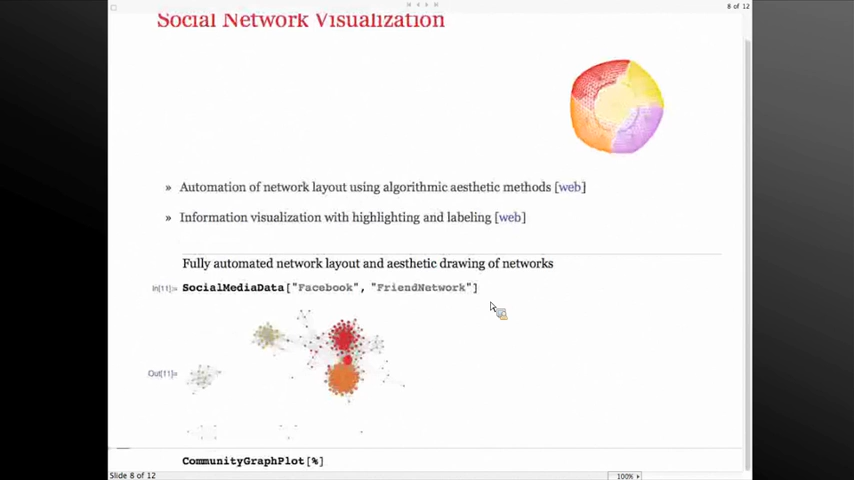 8 of 12
Social Network Visualization
» Automation of network layout using algorithmic aesthetic methods [web]
» Information visualization with highlighting and labeling [web]
Fully automated network layout and aesthetic drawing of networks
In[11]:= SocialMediaData["Facebook", "FriendNetwork"]
Out[11]=
CommunityGraphPlot[%]
Slide 8 of 12
100%